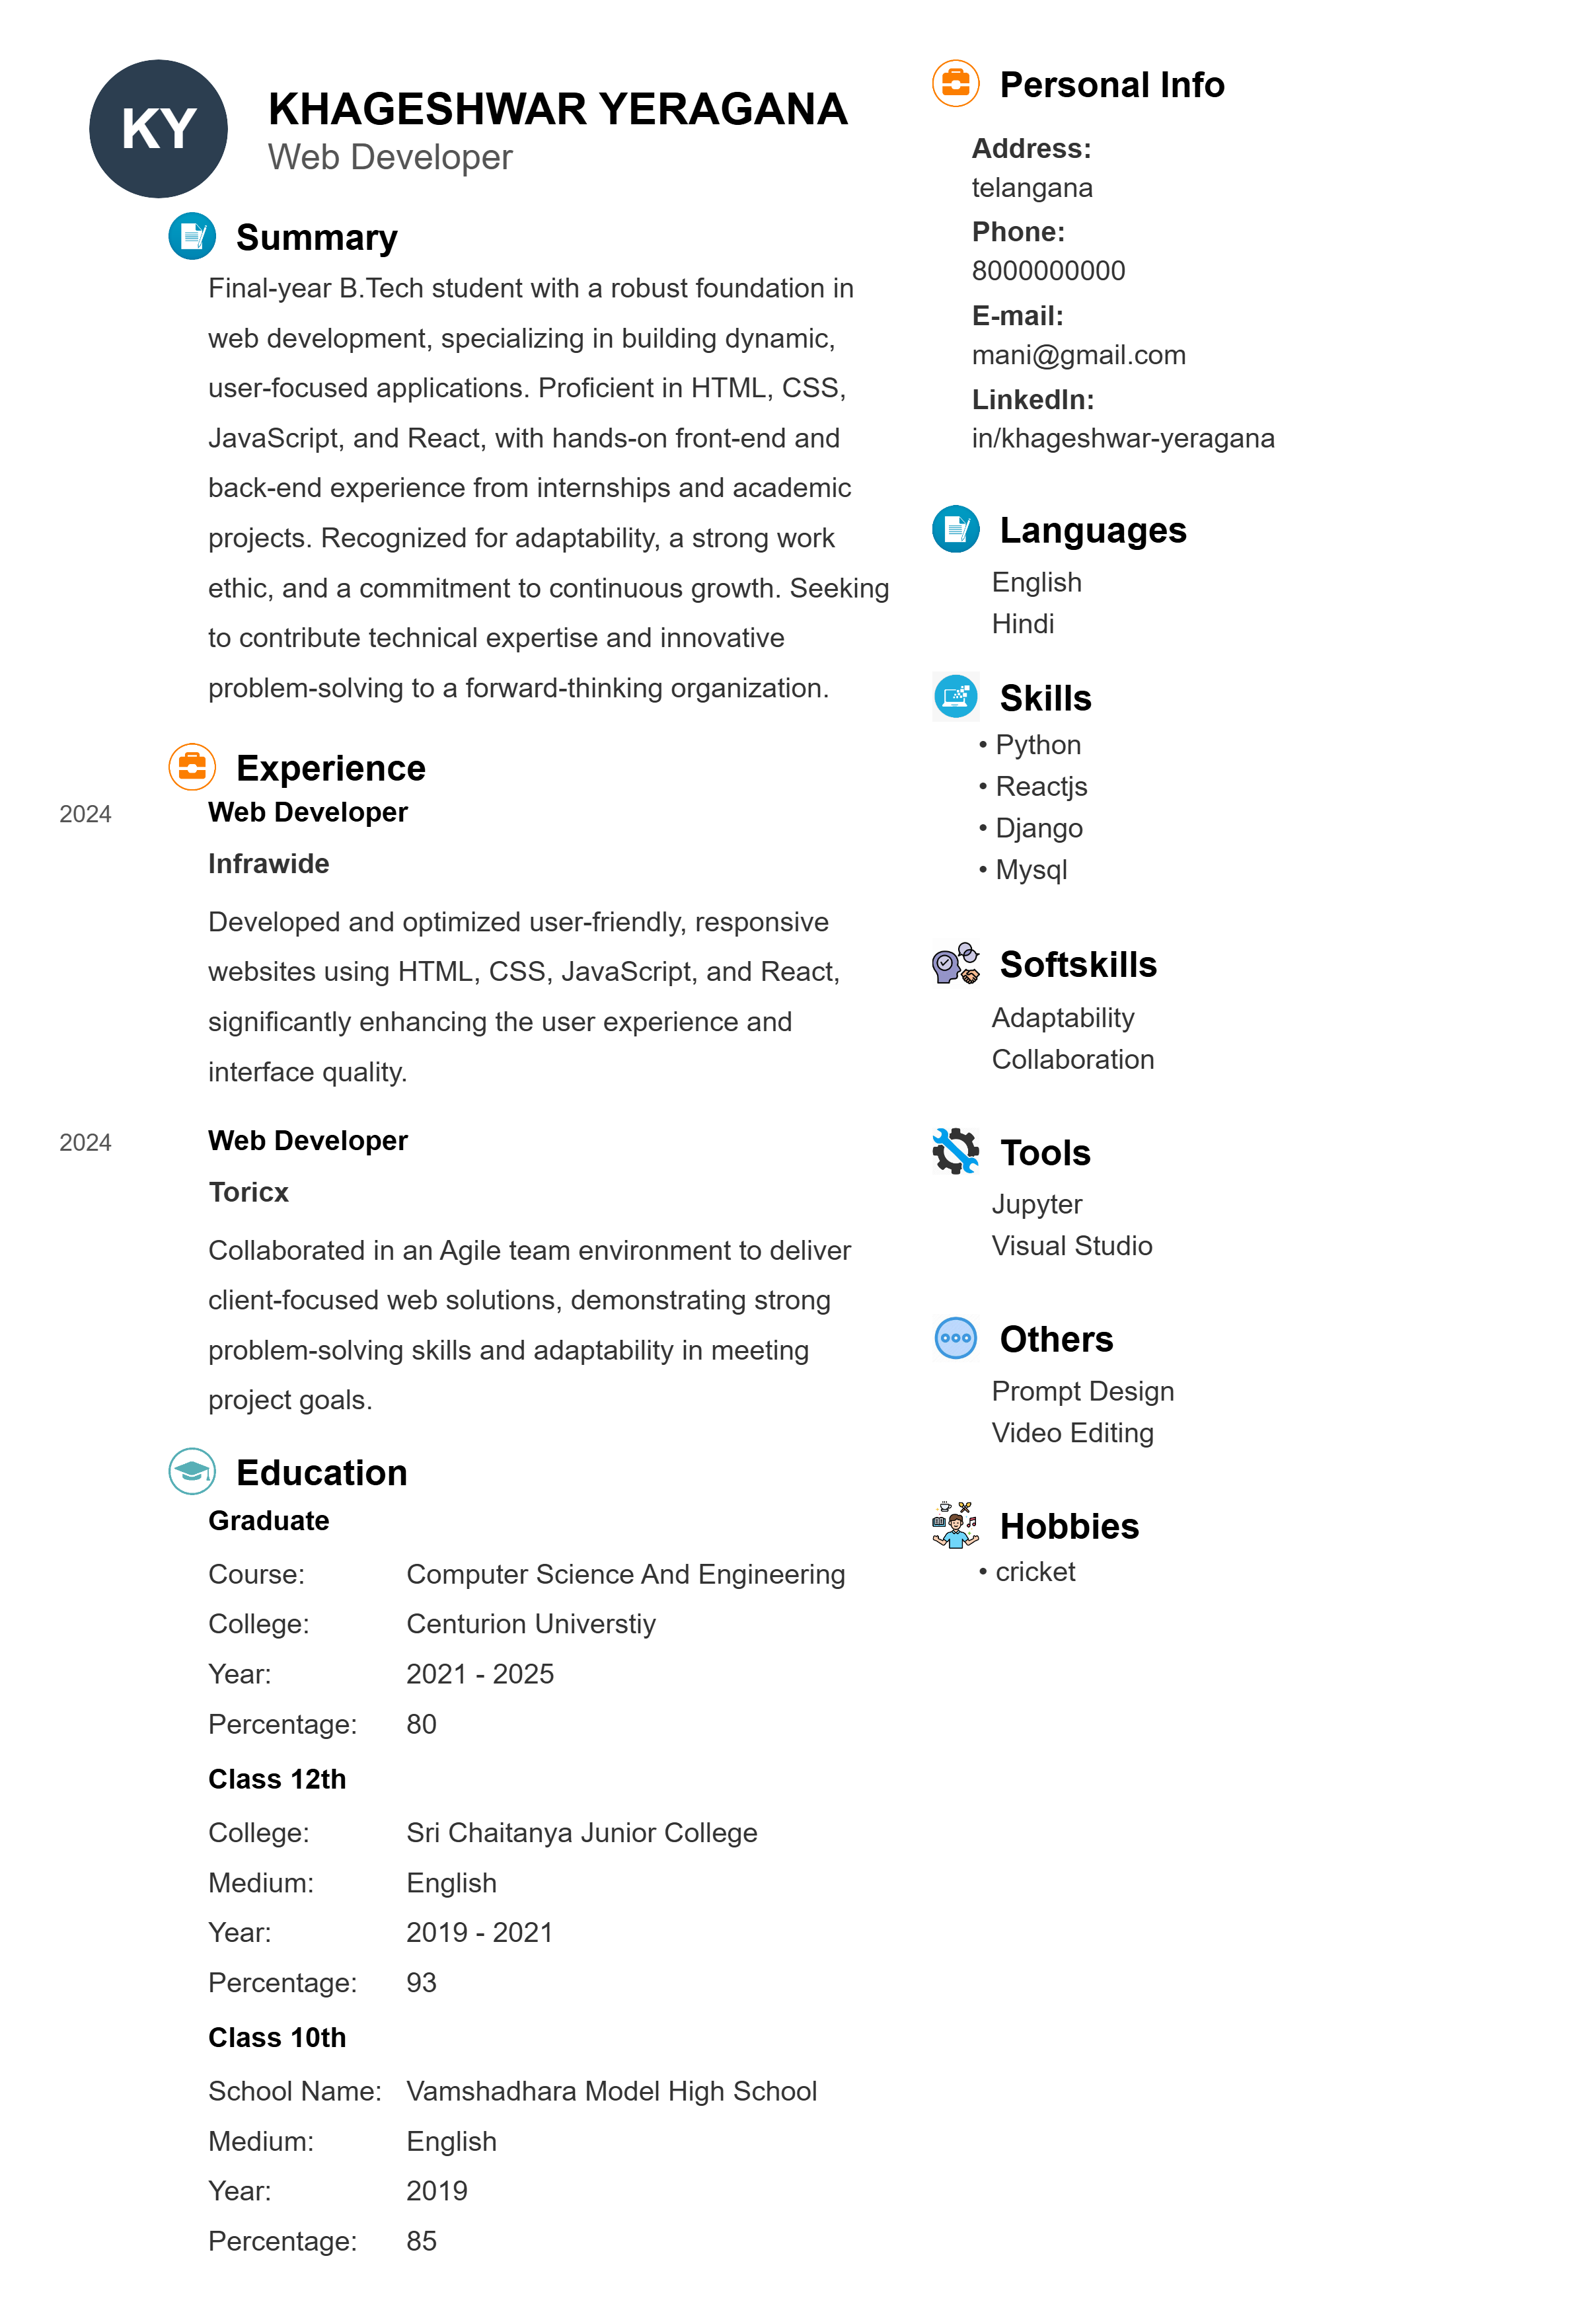 KY
KHAGESHWAR YERAGANA
Web Developer
Summary
Final-year B.Tech student with a robust foundation in
web development, specializing in building dynamic,
user-focused applications. Proficient in HTML, CSS,
JavaScript, and React, with hands-on front-end and
back-end experience from internships and academic
projects. Recognized for adaptability, a strong work
ethic, and a commitment to continuous growth. Seeking
to contribute technical expertise and innovative
problem-solving to a forward-thinking organization.
Experience
2024
Web Developer
Infrawide
Developed and optimized user-friendly, responsive
websites using HTML, CSS, JavaScript, and React,
significantly enhancing the user experience and
interface quality.
2024
Web Developer
Toricx
Collaborated in an Agile team environment to deliver
client-focused web solutions, demonstrating strong
problem-solving skills and adaptability in meeting
project goals.
Education
Graduate
Course: Computer Science And Engineering
College: Centurion Universtiy
Year: 2021 - 2025
Percentage: 80
Class 12th
College: Sri Chaitanya Junior College
Medium: English
Year: 2019 - 2021
Percentage: 93
Class 10th
School Name: Vamshadhara Model High School
Medium: English
Year: 2019
Percentage: 85
Personal Info
Address:
telangana
Phone:
8000000000
E-mail:
mani@gmail.com
LinkedIn:
in/khageshwar-yeragana
Languages
English
Hindi
Skills
• Python
• Reactjs
• Django
• Mysql
Softskills
Adaptability
Collaboration
Tools
Jupyter
Visual Studio
Others
Prompt Design
Video Editing
Hobbies
• cricket